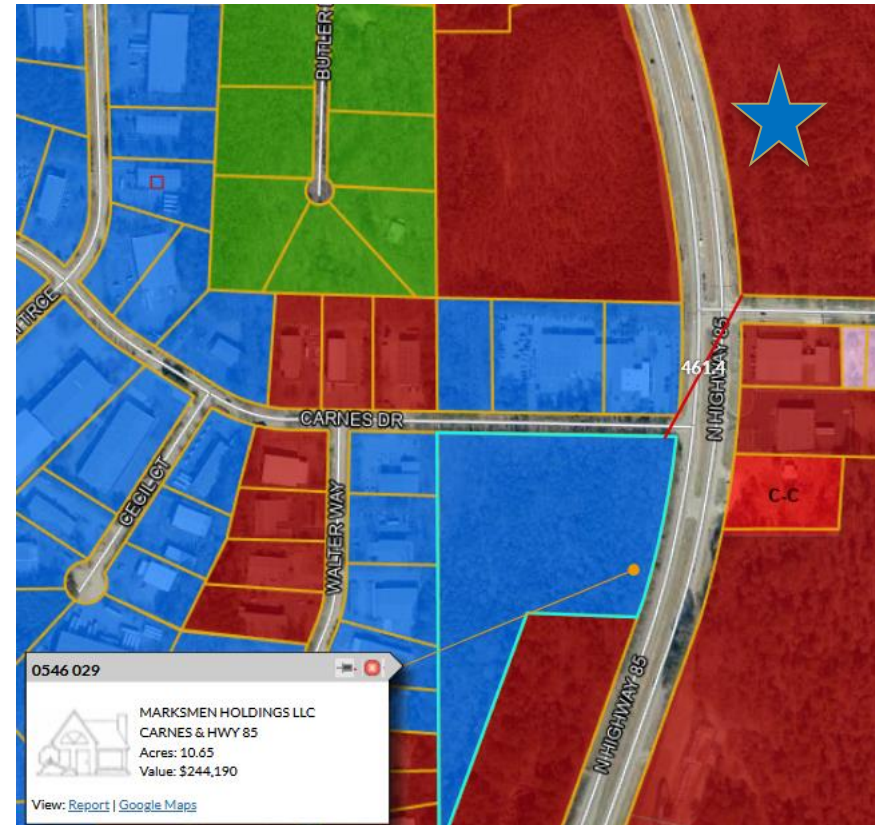 BUTLER
TRCE
N HIGHWAY 85
461.4
CARNES DR
CECIL CT
WALTER WAY
C-C
N HIGHWAY 85
0546 029
MARKSMEN HOLDINGS LLC
CARNES & HWY 85
Acres: 10.65
Value: $244,190
View: Report | Google Maps